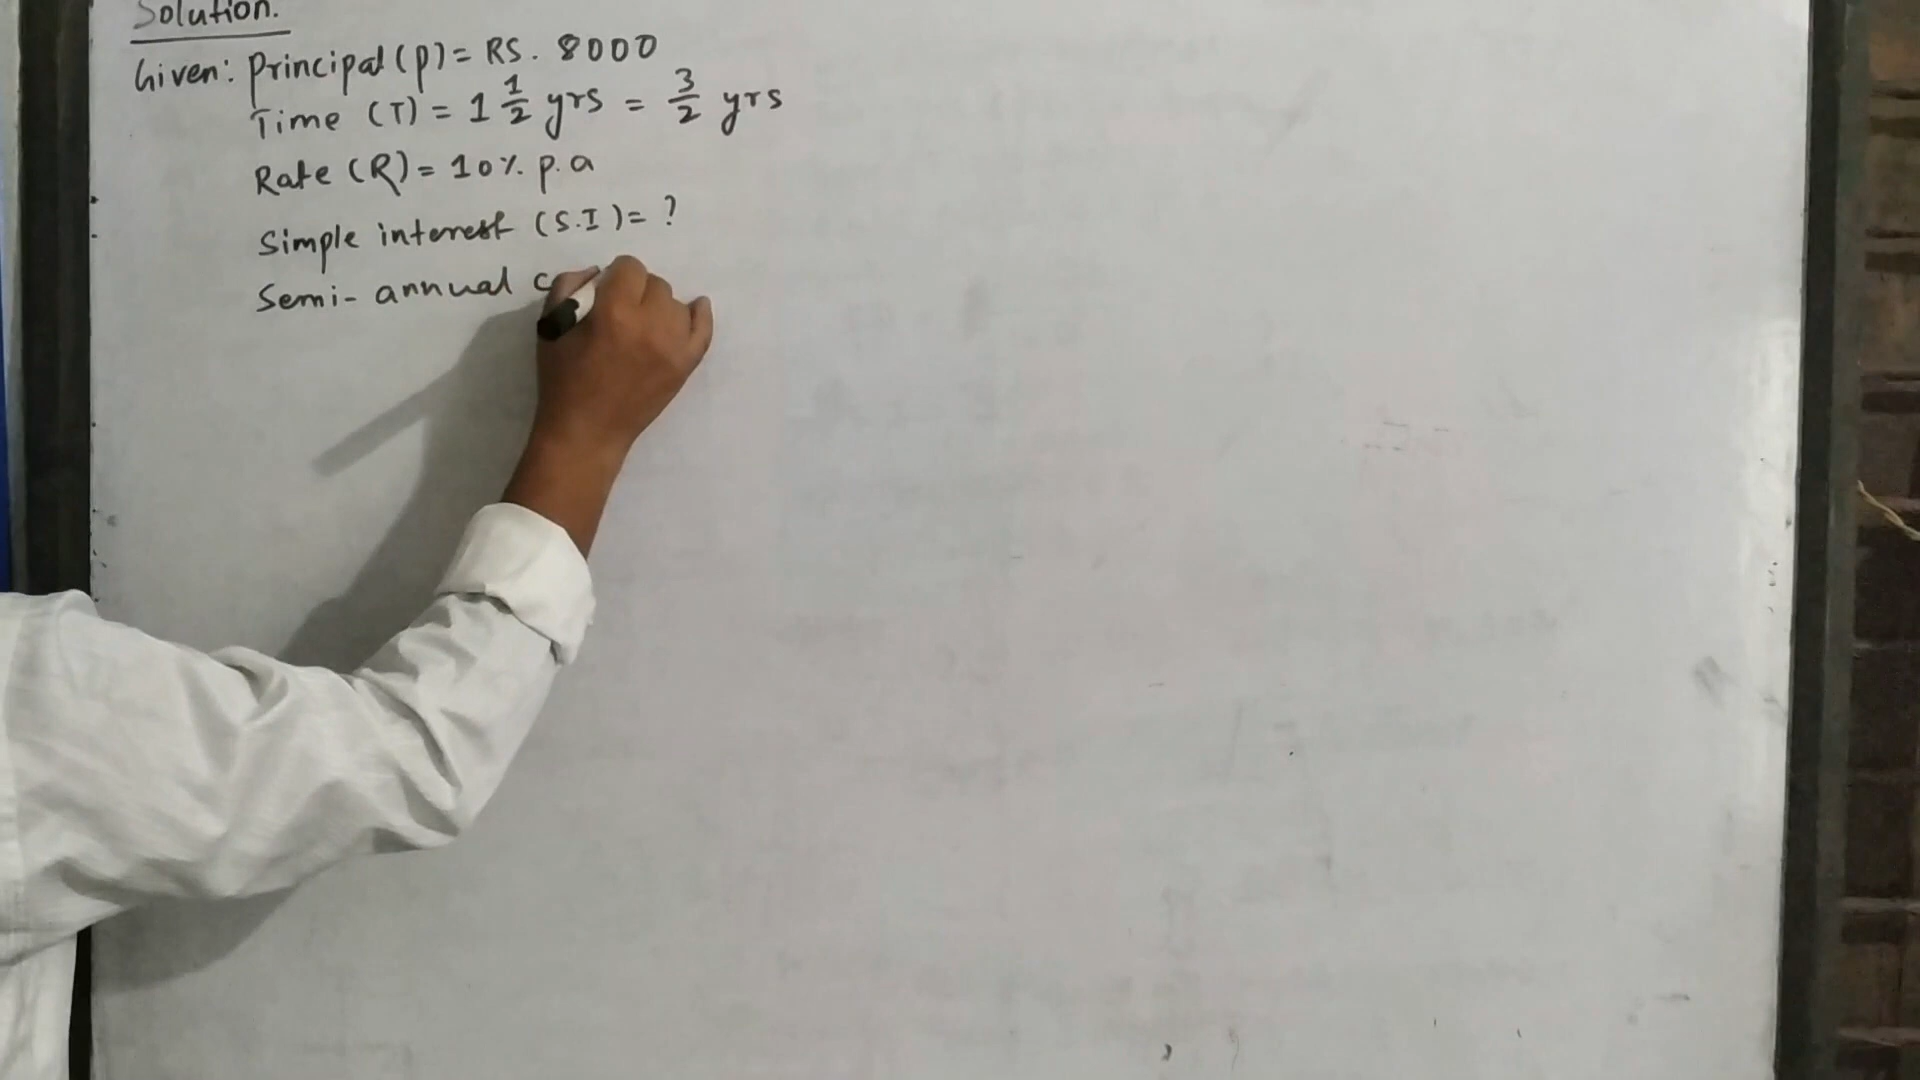 Solution.
Given: Principal (P) = RS. 8000
Time (T) = 1 1/2 yrs = 3/2 yrs
Rate (R) = 10% p.a
Simple interest (S.I) = ?
Semi-annual c